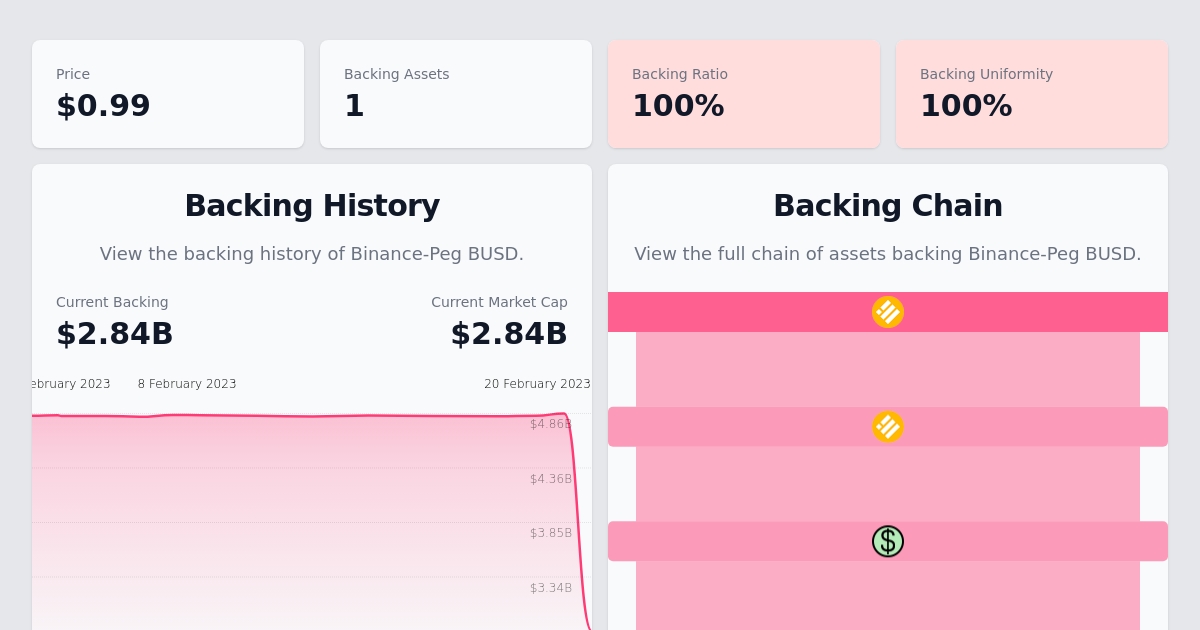 Price
$0.99
Backing Assets
1
Backing Ratio
100%
Backing Uniformity
100%
Backing History
View the backing history of Binance-Peg BUSD.
Current Backing
$2.84B
Current Market Cap
$2.84B
ebruary 2023
8 February 2023
20 February 2023
$4.86B
$4.36B
$3.85B
$3.34B
Backing Chain
View the full chain of assets backing Binance-Peg BUSD.
$